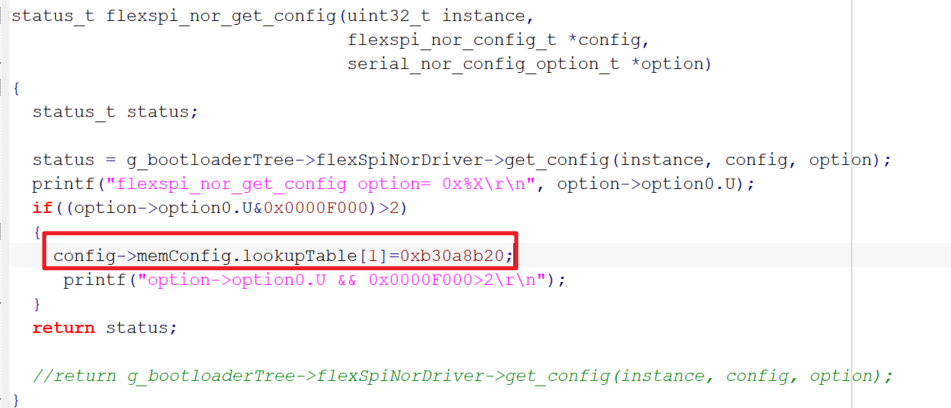 status_t flexspi_nor_get_config(uint32_t instance,
flexspi_nor_config_t *config,
serial_nor_config_option_t *option)
{
status_t status;
status = g_bootloaderTree->flexSpiNorDriver->get_config(instance, config, option);
printf("flexspi_nor_get_config option= 0x%X\r\n", option->option0.U);
if((option->option0.U&0x0000F000)>2)
{
config->memConfig.lookupTable[1]=0xb30a8b20;
printf("option->option0.U && 0x0000F000>2\r\n");
}
return status;
//return g_bootloaderTree->flexSpiNorDriver->get_config(instance, config, option);
}